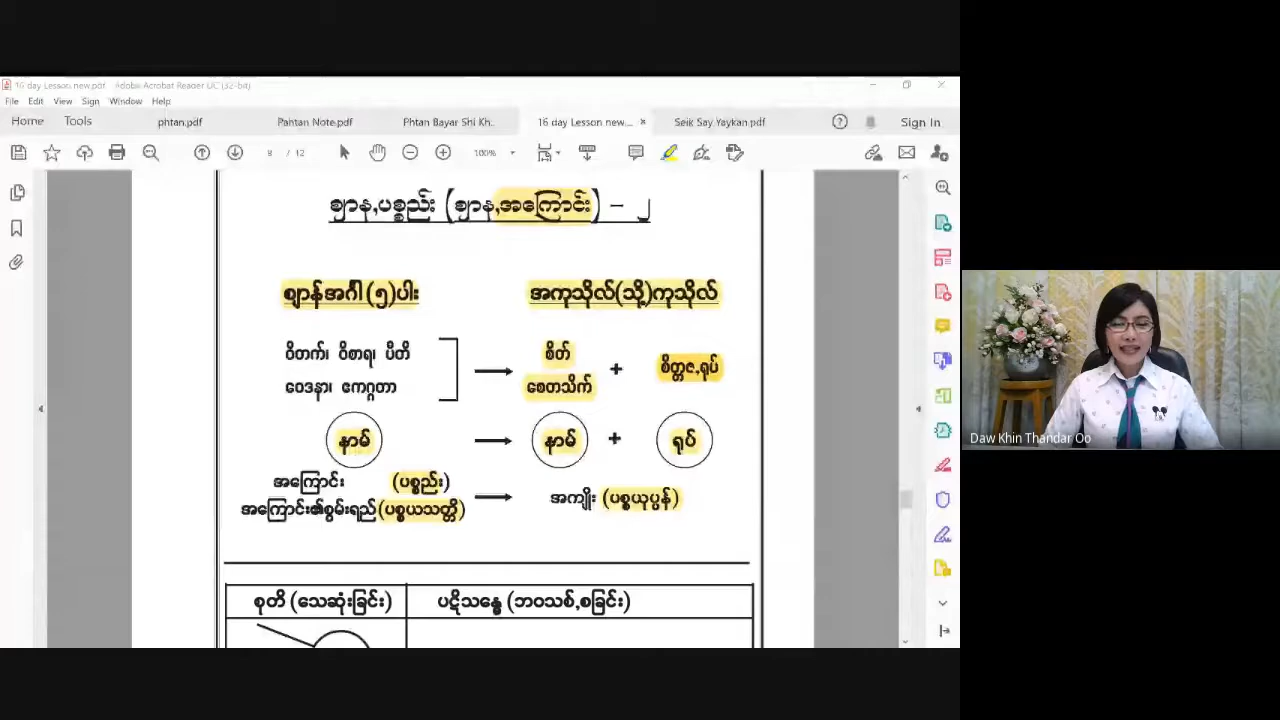 16 day Lesson new.pdf - Adobe Acrobat Reader DC (32-bit)
File Edit View Sign Window Help
Home Tools phtan.pdf Pahtan Note.pdf Phtan Bayar Shi Kh... 16 day Lesson new... × Seik Say Yaykan.pdf Sign In
8 / 12 100%
ဈာန,ပစ္စည်း (ဈာန,အကြောင်း) – ၂
ဈာန်အင်္ဂါ (၅)ပါး အကုသိုလ်(သို့)ကုသိုလ်
ဝိတက်၊ ဝိစာရ၊ ပီတိ
ဝေဒနာ၊ ဧကဂ္ဂတာ
စိတ်
စေတသိက် + စိတ္တဇ,ရုပ်
နာမ် နာမ် + ရုပ်
အကြောင်း (ပစ္စည်း)
အကြောင်း၏စွမ်းရည်(ပစ္စယသတ္တိ)
အကျိုး (ပစ္စယုပ္ပန်)
စုတိ (သေဆုံးခြင်း) ပဋိသန္ဓေ (ဘဝသစ်,စခြင်း)
Daw Khin Thandar Oo